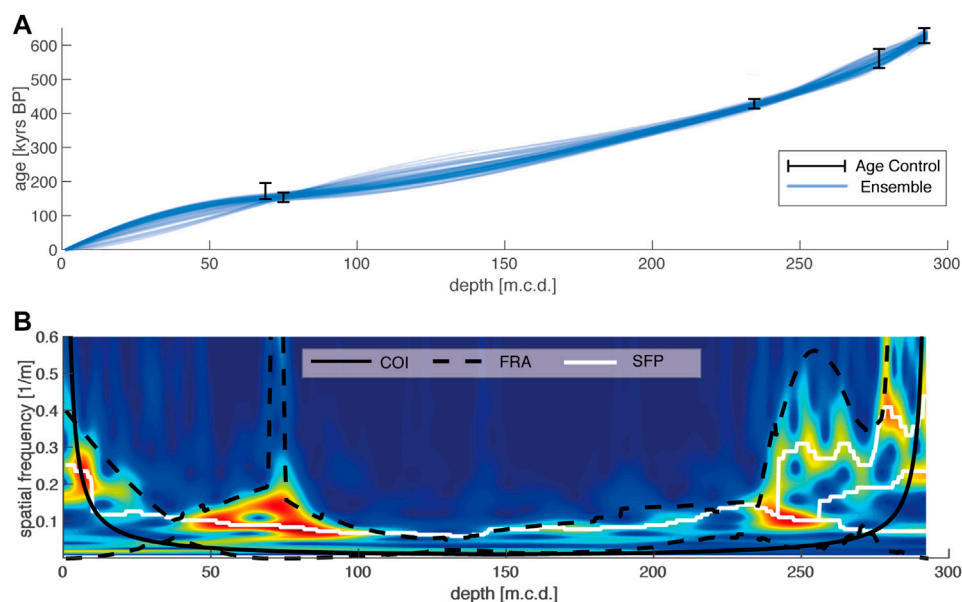 A
age [kyrs BP]
600
500
400
300
200
100
0
Age Control
Ensemble
0 50 100 150 200 250 300
depth [m.c.d.]
B
spatial frequency [1/m]
0.6
0.5
0.4
0.3
0.2
0.1
COI FRA SFP
0 50 100 150 200 250 300
depth [m.c.d.]